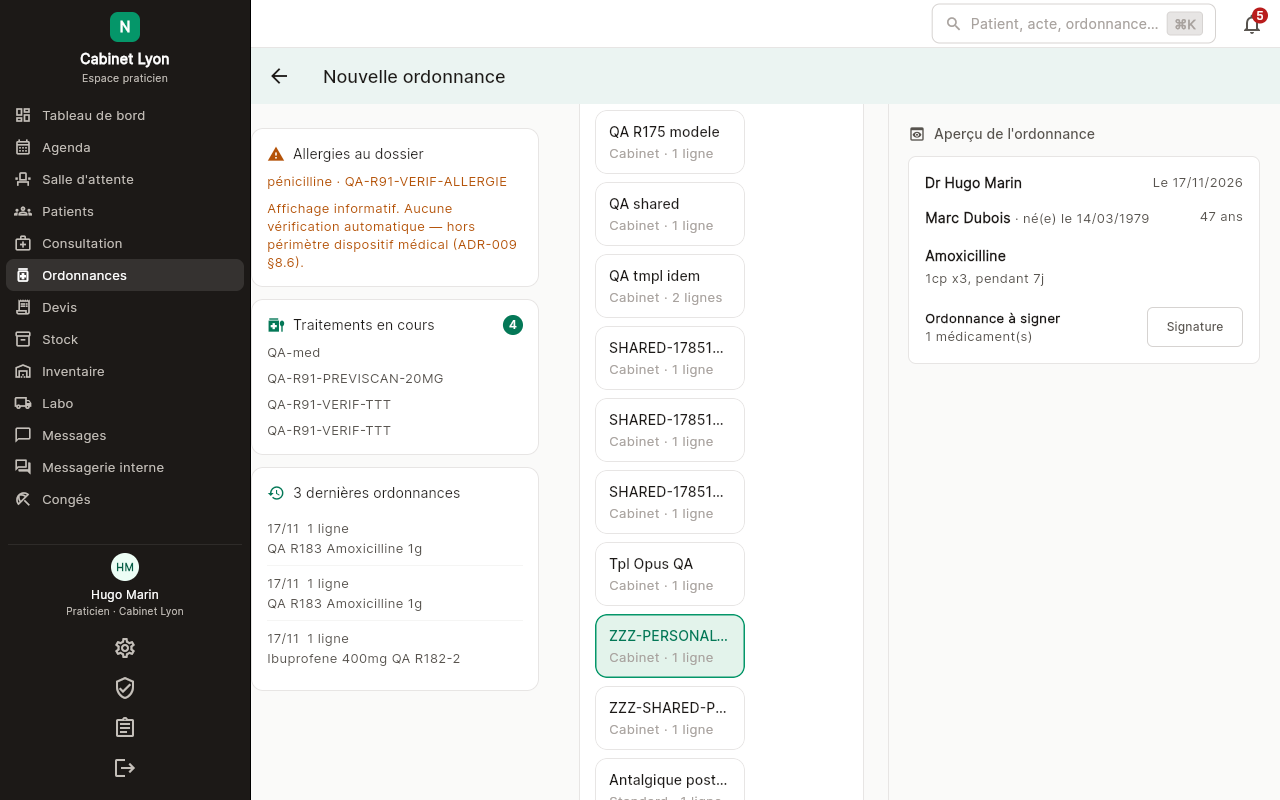 N
Cabinet Lyon
Espace praticien
Tableau de bord
Agenda
Salle d'attente
Patients
Consultation
Ordonnances
Devis
Stock
Inventaire
Labo
Messages
Messagerie interne
Congés
HM
Hugo Marin
Praticien · Cabinet Lyon
Patient, acte, ordonnance... ⌘K
5
Nouvelle ordonnance
Allergies au dossier
pénicilline · QA-R91-VERIF-ALLERGIE
Affichage informatif. Aucune
vérification automatique — hors
périmètre dispositif médical (ADR-009
§8.6).
Traitements en cours 4
QA-med
QA-R91-PREVISCAN-20MG
QA-R91-VERIF-TTT
QA-R91-VERIF-TTT
3 dernières ordonnances
17/11 1 ligne
QA R183 Amoxicilline 1g
17/11 1 ligne
QA R183 Amoxicilline 1g
17/11 1 ligne
Ibuprofene 400mg QA R182-2
QA R175 modele
Cabinet · 1 ligne
QA shared
Cabinet · 1 ligne
QA tmpl idem
Cabinet · 2 lignes
SHARED-17851...
Cabinet · 1 ligne
SHARED-17851...
Cabinet · 1 ligne
SHARED-17851...
Cabinet · 1 ligne
Tpl Opus QA
Cabinet · 1 ligne
ZZZ-PERSONAL...
Cabinet · 1 ligne
ZZZ-SHARED-P...
Cabinet · 1 ligne
Antalgique post...
Standard · 1 ligne
Aperçu de l'ordonnance
Dr Hugo Marin Le 17/11/2026
Marc Dubois · né(e) le 14/03/1979 47 ans
Amoxicilline
1cp x3, pendant 7j
Ordonnance à signer
1 médicament(s)
Signature